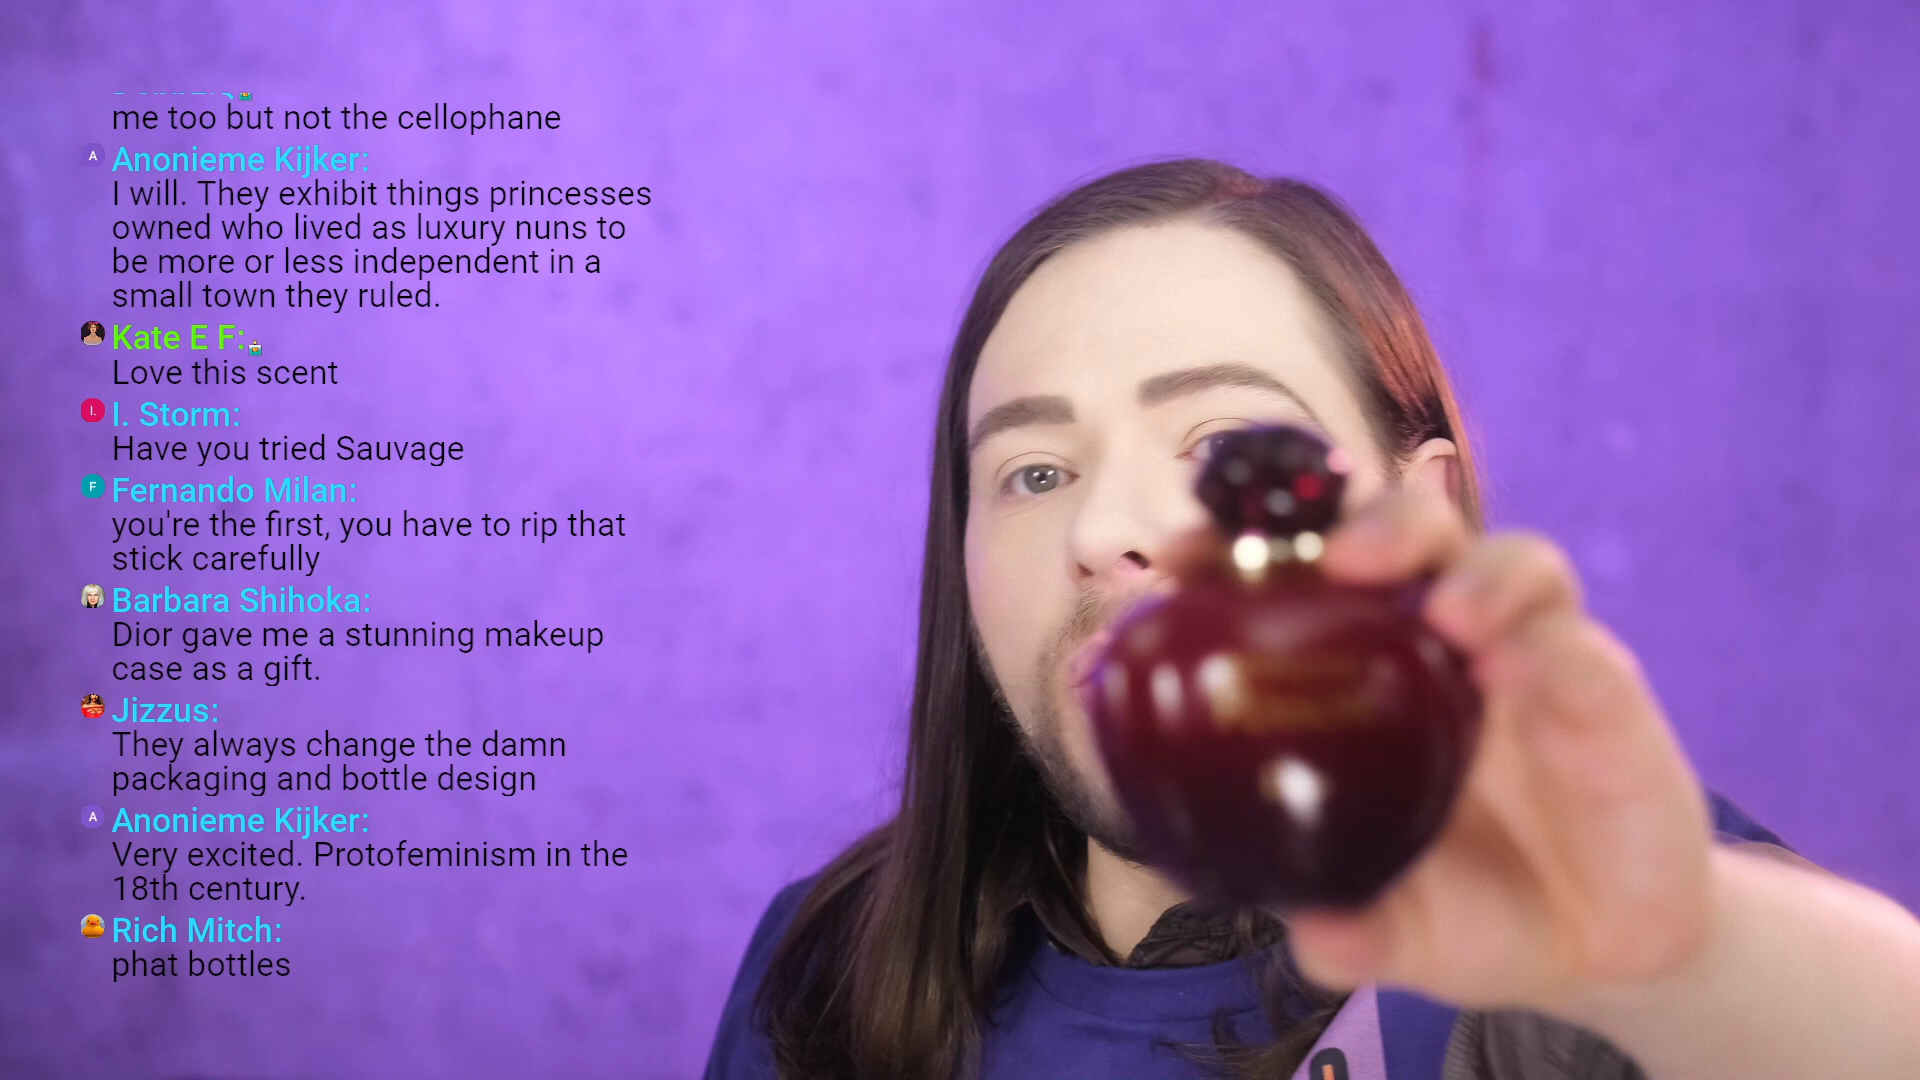 me too but not the cellophane
A Anonieme Kijker:
I will. They exhibit things princesses
owned who lived as luxury nuns to
be more or less independent in a
small town they ruled.
Kate E F:
Love this scent
I. I. Storm:
Have you tried Sauvage
F Fernando Milan:
you're the first, you have to rip that
stick carefully
Barbara Shihoka:
Dior gave me a stunning makeup
case as a gift.
Jizzus:
They always change the damn
packaging and bottle design
A Anonieme Kijker:
Very excited. Protofeminism in the
18th century.
Rich Mitch:
phat bottles